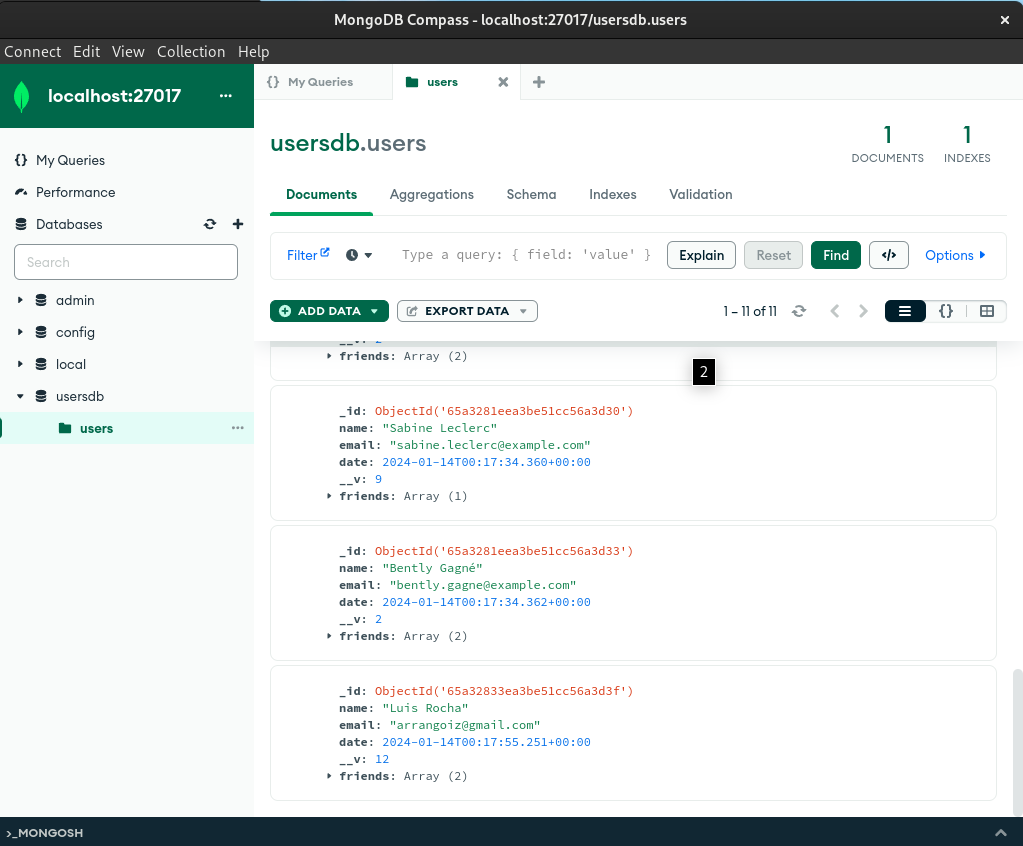 MongoDB Compass - localhost:27017/usersdb.users
Connect Edit View Collection Help
localhost:27017
{} My Queries
users
usersdb.users
1
DOCUMENTS
1
INDEXES
{} My Queries
Performance
Databases
Search
admin
config
local
usersdb
users
Documents Aggregations Schema Indexes Validation
Filter
Type a query: { field: 'value' }
Explain
Reset
Find
</>
Options
ADD DATA
EXPORT DATA
1 – 11 of 11
{}
friends: Array (2)
2
_id: ObjectId('65a3281eea3be51cc56a3d30')
name: "Sabine Leclerc"
email: "sabine.leclerc@example.com"
date: 2024-01-14T00:17:34.360+00:00
__v: 9
friends: Array (1)
_id: ObjectId('65a3281eea3be51cc56a3d33')
name: "Bently Gagné"
email: "bently.gagne@example.com"
date: 2024-01-14T00:17:34.362+00:00
__v: 2
friends: Array (2)
_id: ObjectId('65a32833ea3be51cc56a3d3f')
name: "Luis Rocha"
email: "arrangoiz@gmail.com"
date: 2024-01-14T00:17:55.251+00:00
__v: 12
friends: Array (2)
>_MONGOSH